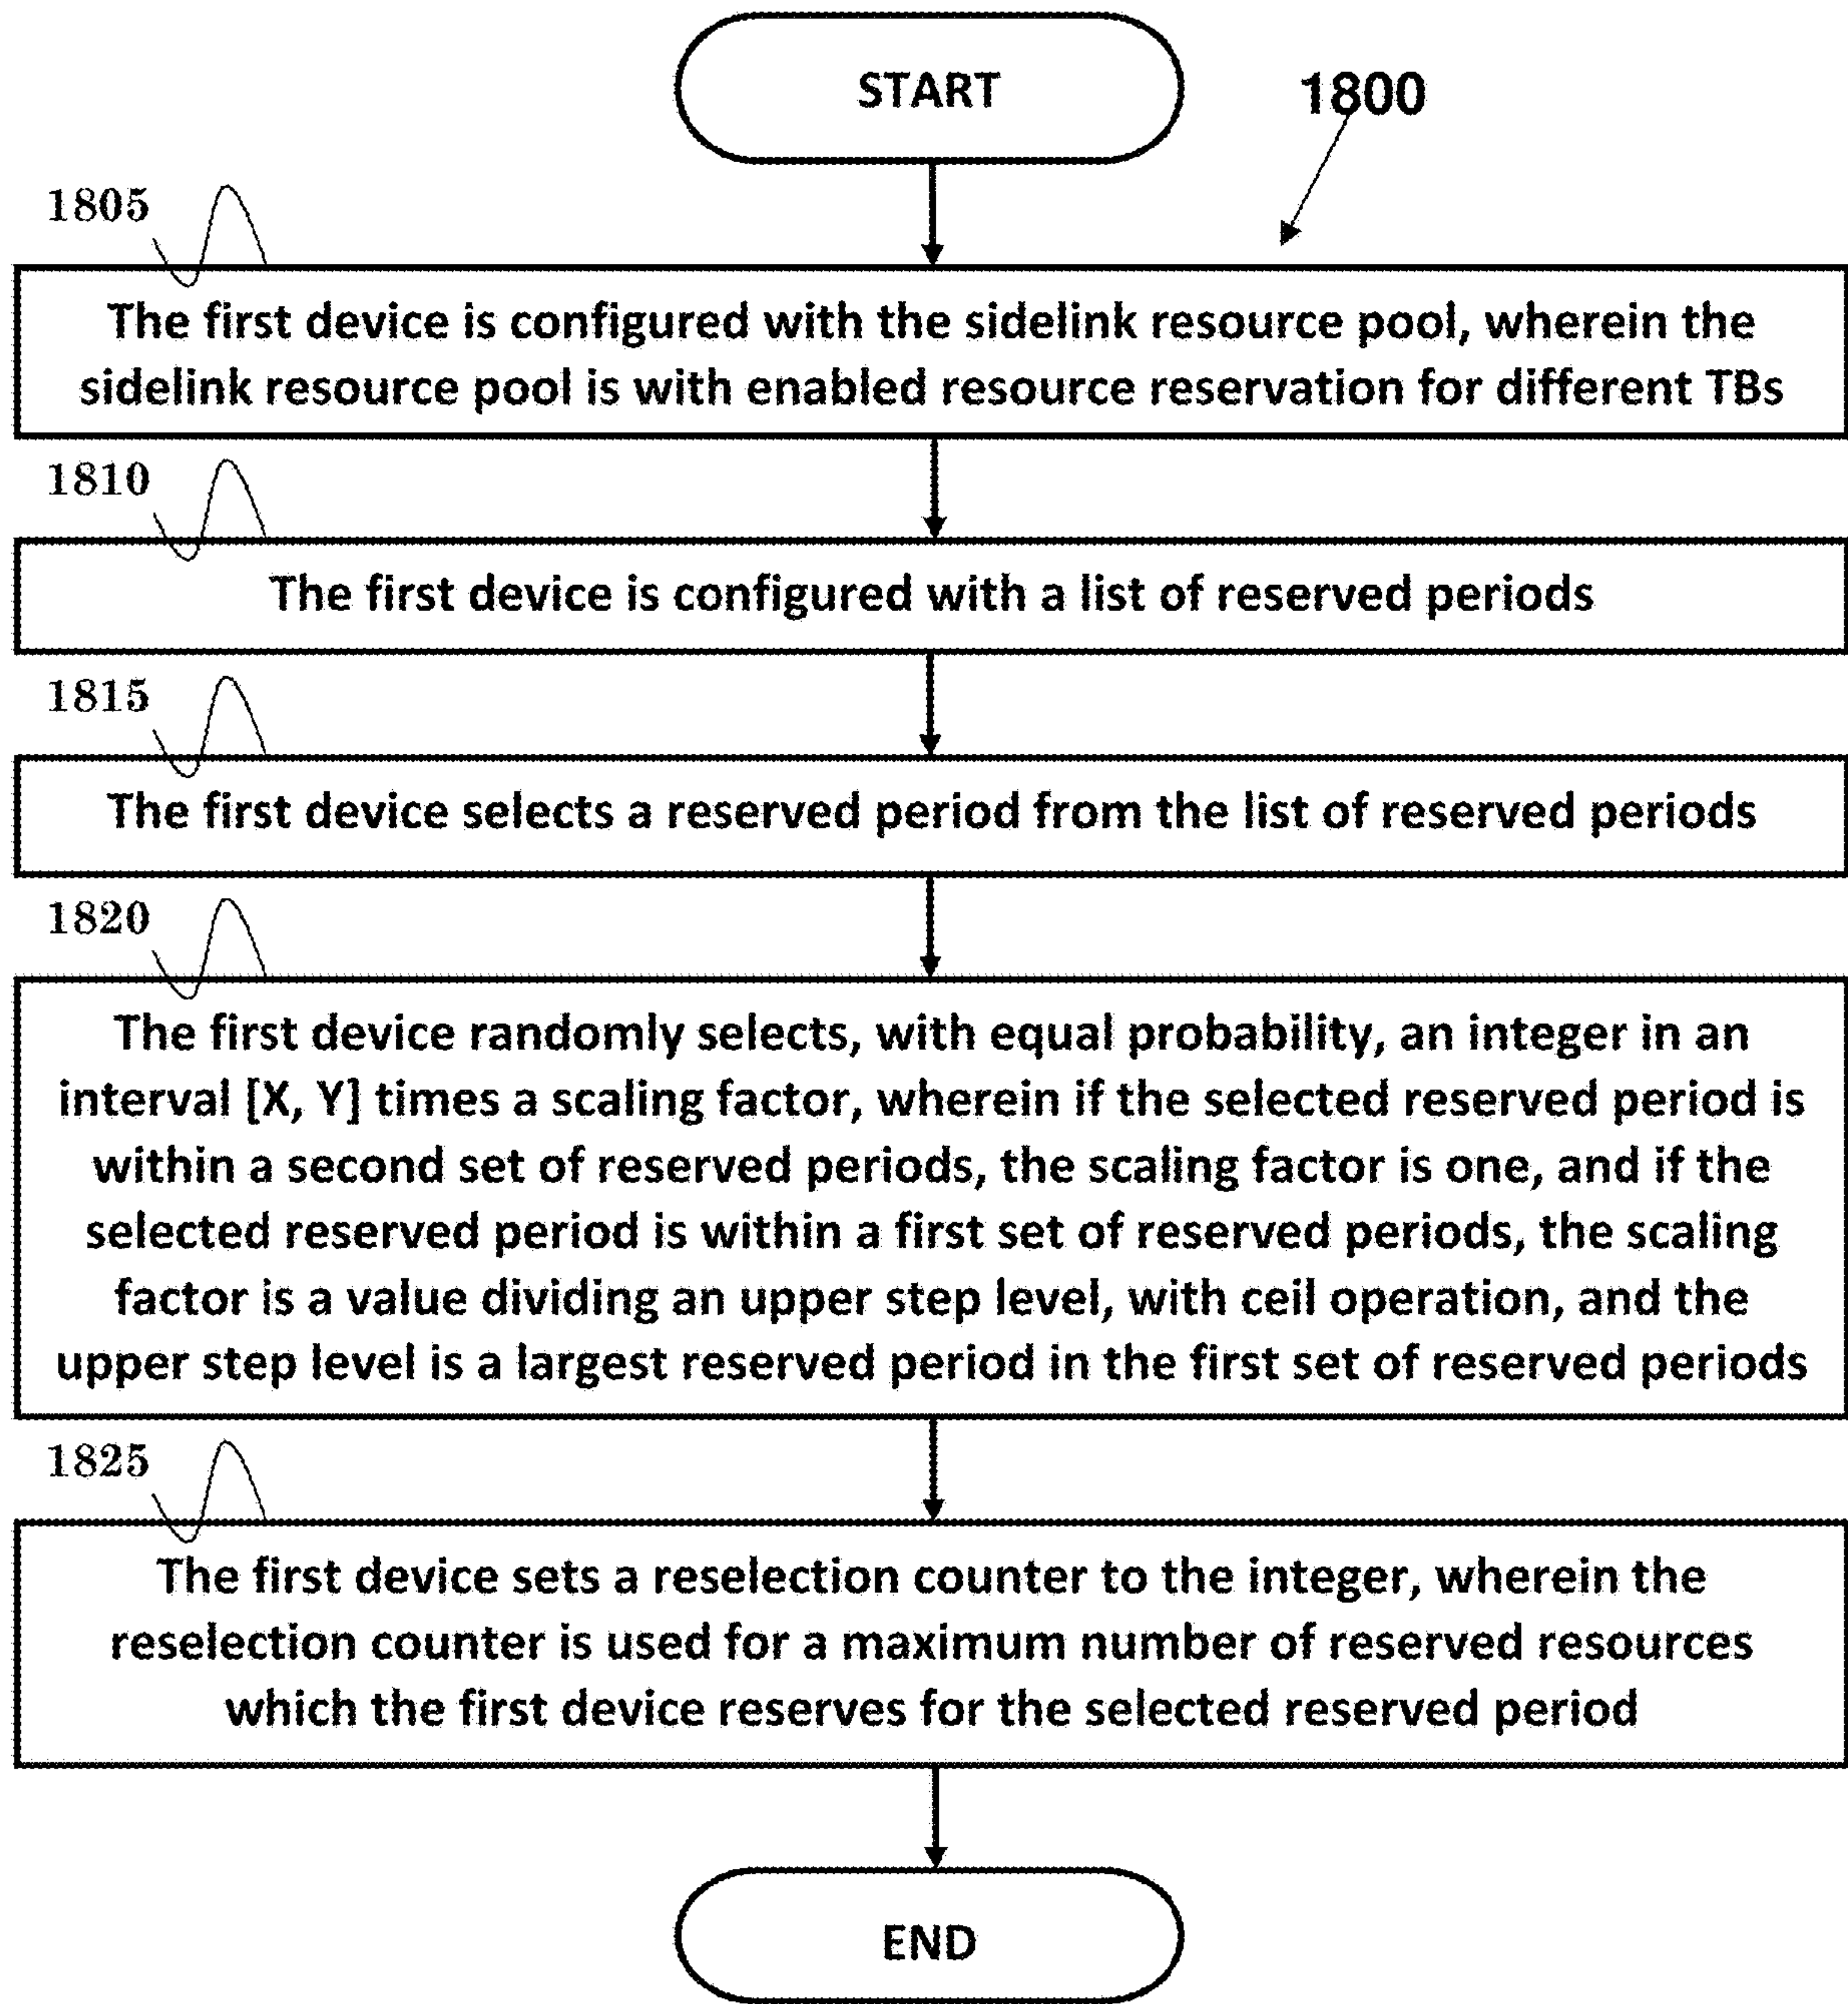 START
1800
1805
The first device is configured with the sidelink resource pool, wherein the
sidelink resource pool is with enabled resource reservation for different TBs
1810
The first device is configured with a list of reserved periods
1815
The first device selects a reserved period from the list of reserved periods
1820
The first device randomly selects, with equal probability, an integer in an
interval [X, Y] times a scaling factor, wherein if the selected reserved period is
within a second set of reserved periods, the scaling factor is one, and if the
selected reserved period is within a first set of reserved periods, the scaling
factor is a value dividing an upper step level, with ceil operation, and the
upper step level is a largest reserved period in the first set of reserved periods
1825
The first device sets a reselection counter to the integer, wherein the
reselection counter is used for a maximum number of reserved resources
which the first device reserves for the selected reserved period
END